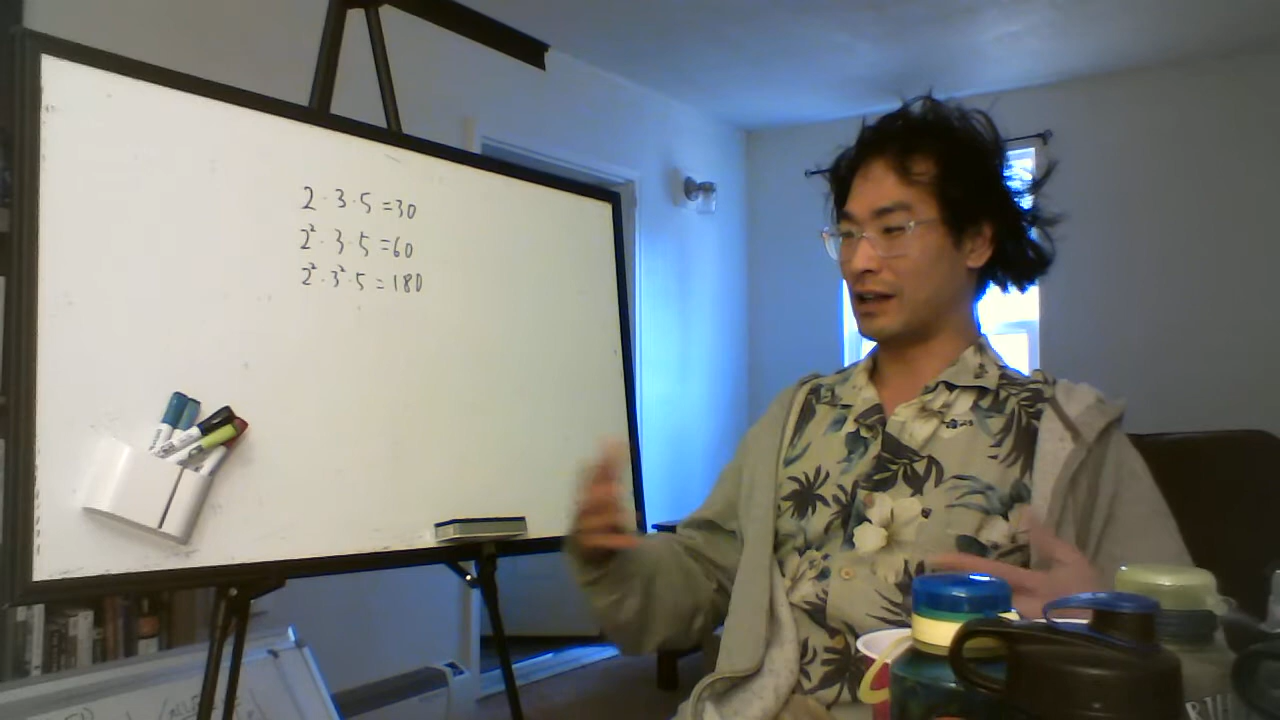 2 · 3 · 5 = 30
2² · 3 · 5 = 60
2² · 3² · 5 = 180